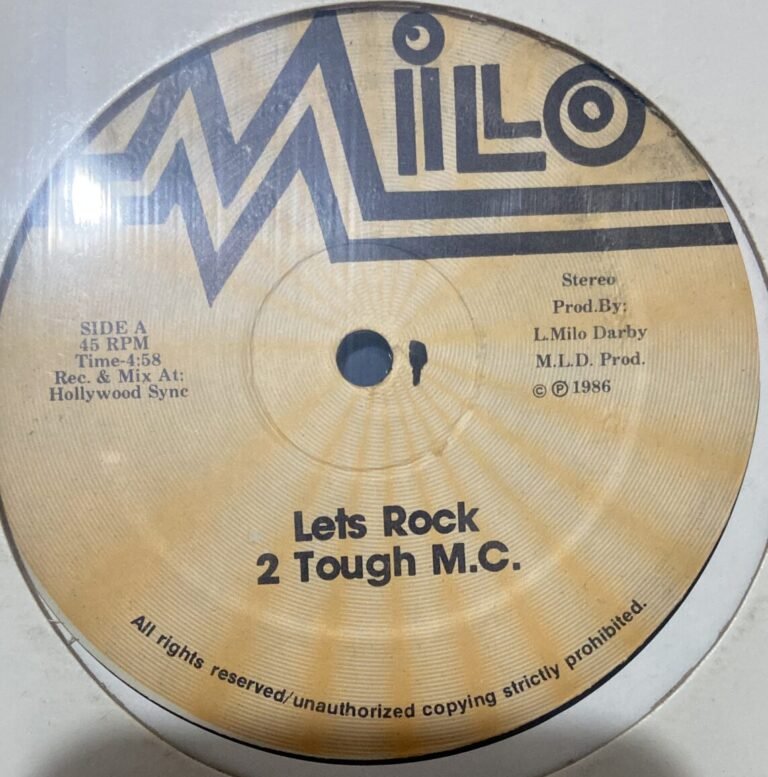 Millo
SIDE A
45 RPM
Time-4:58
Rec. & Mix At:
Hollywood Sync
Stereo
Prod.By:
L.Milo Darby
M.L.D. Prod.
© ℗ 1986
Lets Rock
2 Tough M.C.
All rights reserved/unauthorized copying strictly prohibited.